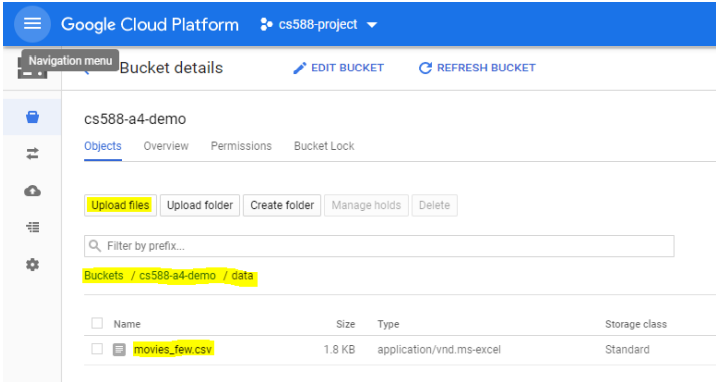 Google Cloud Platform cs588-project
Navigation menu
Bucket details EDIT BUCKET REFRESH BUCKET
cs588-a4-demo
Objects Overview Permissions Bucket Lock
Upload files Upload folder Create folder Manage holds Delete
Filter by prefix...
Buckets / cs588-a4-demo / data
Name Size Type Storage class
movies_few.csv 1.8 KB application/vnd.ms-excel Standard